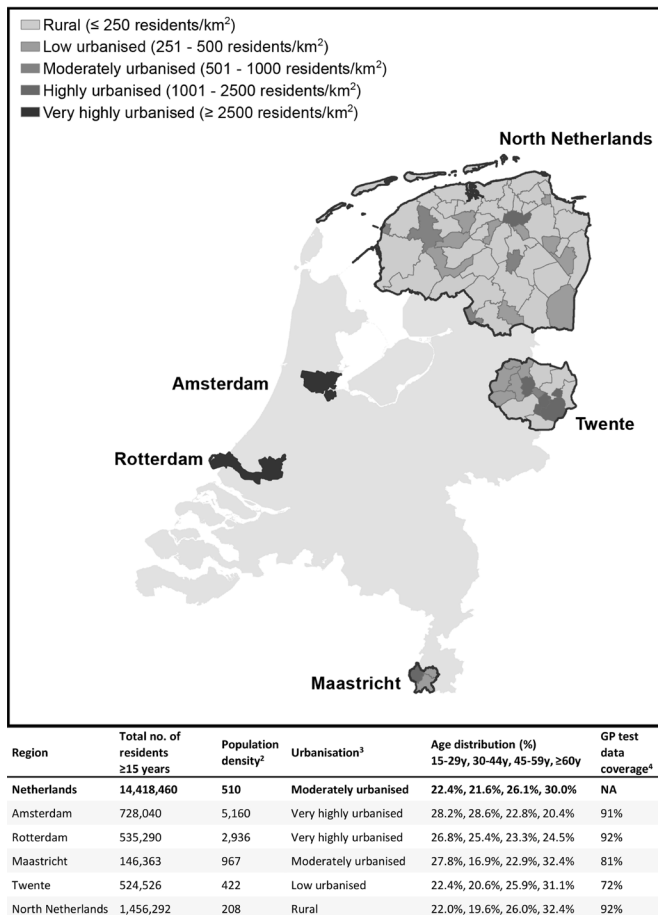 Rural (≤ 250 residents/km²)
Low urbanised (251 - 500 residents/km²)
Moderately urbanised (501 - 1000 residents/km²)
Highly urbanised (1001 - 2500 residents/km²)
Very highly urbanised (≥ 2500 residents/km²)
North Netherlands
Amsterdam
Twente
Rotterdam
Maastricht
Region | Total no. of residents ≥15 years | Population density² | Urbanisation³ | Age distribution (%) 15-29y, 30-44y, 45-59y, ≥60y | GP test data coverage⁴
Netherlands | 14,418,460 | 510 | Moderately urbanised | 22.4%, 21.6%, 26.1%, 30.0% | NA
Amsterdam | 728,040 | 5,160 | Very highly urbanised | 28.2%, 28.6%, 22.8%, 20.4% | 91%
Rotterdam | 535,290 | 2,936 | Very highly urbanised | 26.8%, 25.4%, 23.3%, 24.5% | 92%
Maastricht | 146,363 | 967 | Moderately urbanised | 27.8%, 16.9%, 22.9%, 32.4% | 81%
Twente | 524,526 | 422 | Low urbanised | 22.4%, 20.6%, 25.9%, 31.1% | 72%
North Netherlands | 1,456,292 | 208 | Rural | 22.0%, 19.6%, 26.0%, 32.4% | 92%